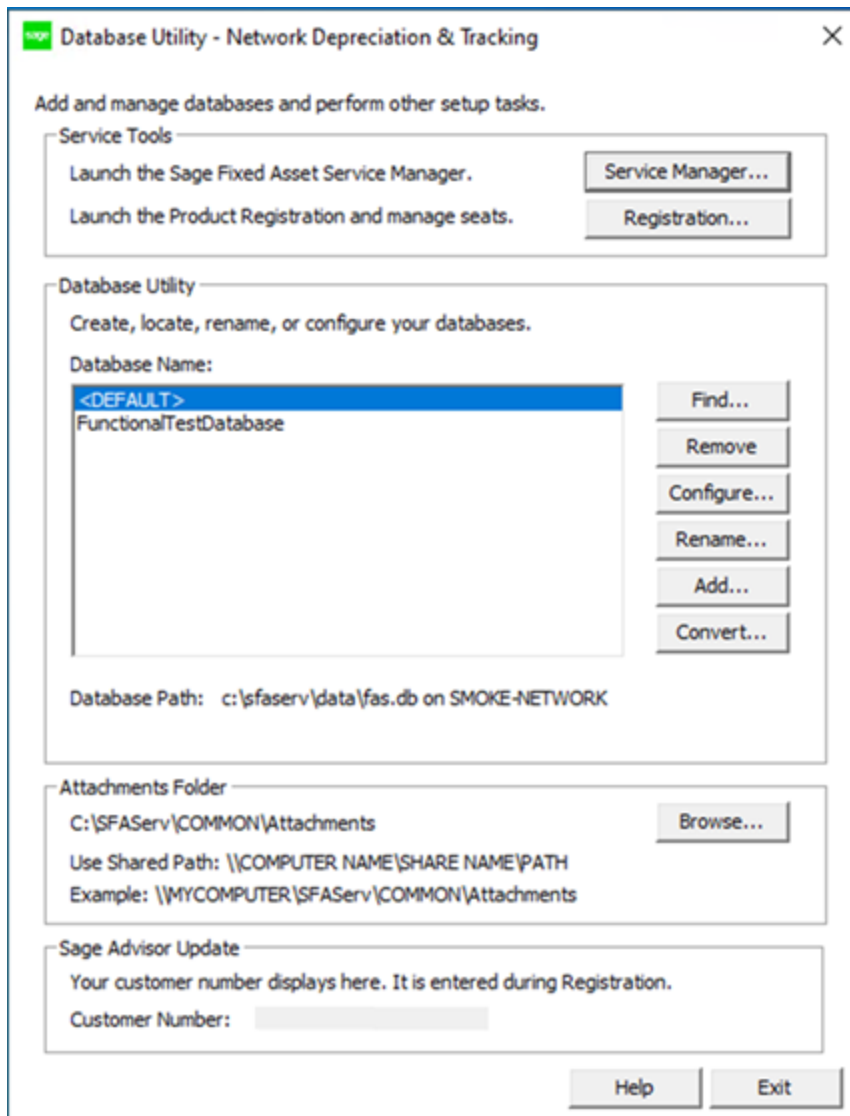 sage Database Utility - Network Depreciation & Tracking
Add and manage databases and perform other setup tasks.
Service Tools
Launch the Sage Fixed Asset Service Manager. Service Manager...
Launch the Product Registration and manage seats. Registration...
Database Utility
Create, locate, rename, or configure your databases.
Database Name:
<DEFAULT> Find...
FunctionalTestDatabase
Remove
Configure...
Rename...
Add...
Convert...
Database Path: c:\sfaserv\data\fas.db on SMOKE-NETWORK
Attachments Folder
C:\SFAServ\COMMON\Attachments Browse...
Use Shared Path: \\COMPUTER NAME\SHARE NAME\PATH
Example: \\MYCOMPUTER\SFAServ\COMMON\Attachments
Sage Advisor Update
Your customer number displays here. It is entered during Registration.
Customer Number:
Help Exit